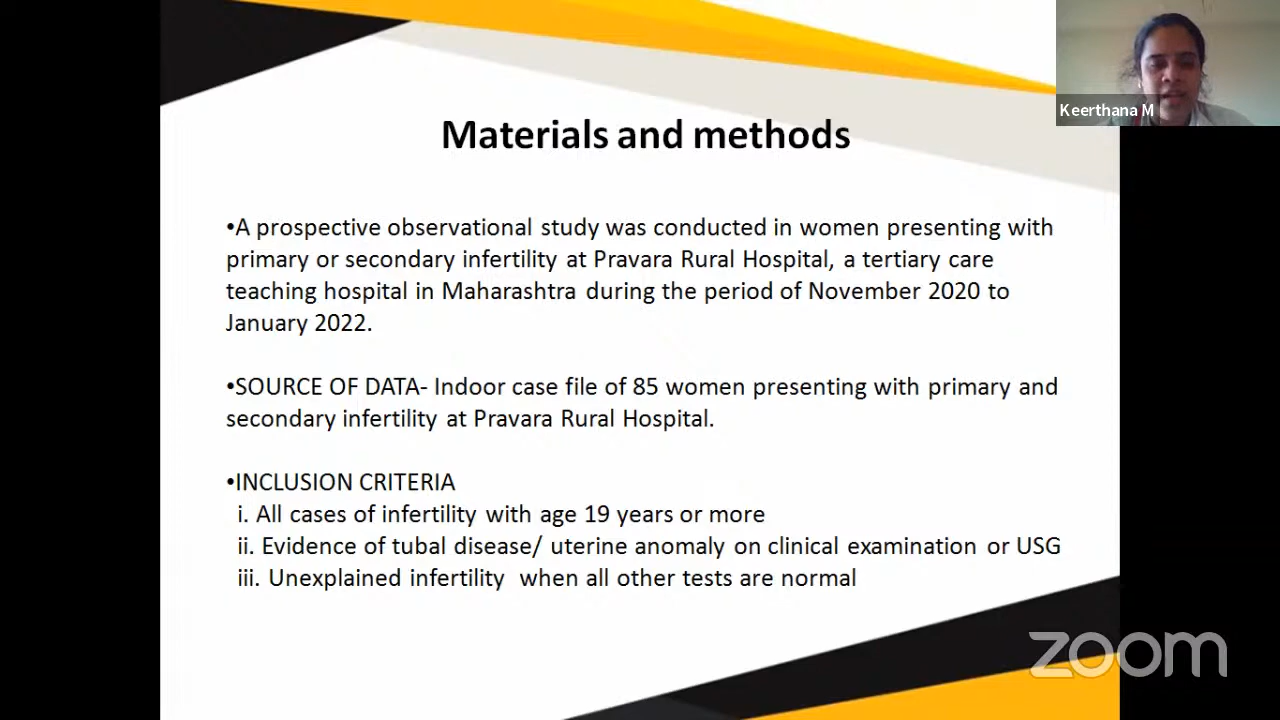 Keerthana M
Materials and methods
•A prospective observational study was conducted in women presenting with
primary or secondary infertility at Pravara Rural Hospital, a tertiary care
teaching hospital in Maharashtra during the period of November 2020 to
January 2022.
•SOURCE OF DATA- Indoor case file of 85 women presenting with primary and
secondary infertility at Pravara Rural Hospital.
•INCLUSION CRITERIA
i. All cases of infertility with age 19 years or more
ii. Evidence of tubal disease/ uterine anomaly on clinical examination or USG
iii. Unexplained infertility when all other tests are normal
zoom